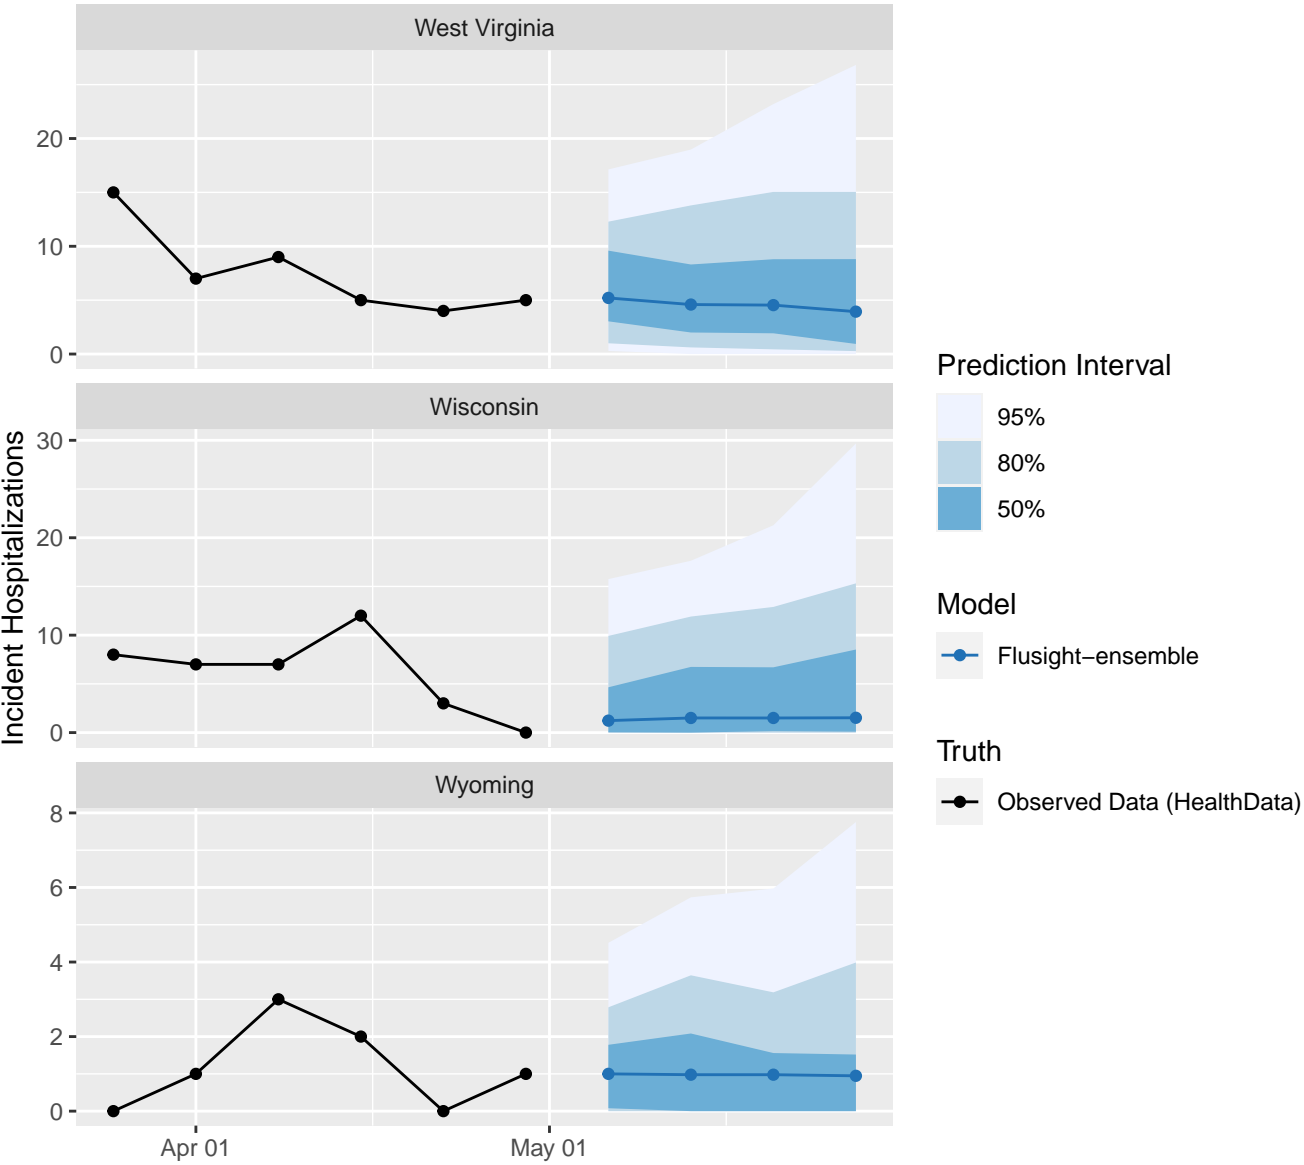 West Virginia
20
10
0
Wisconsin
30
20
10
0
Wyoming
8
6
4
2
0
Apr 01
May 01
Incident Hospitalizations
Prediction Interval
95%
80%
50%
Model
Flusight−ensemble
Truth
Observed Data (HealthData)